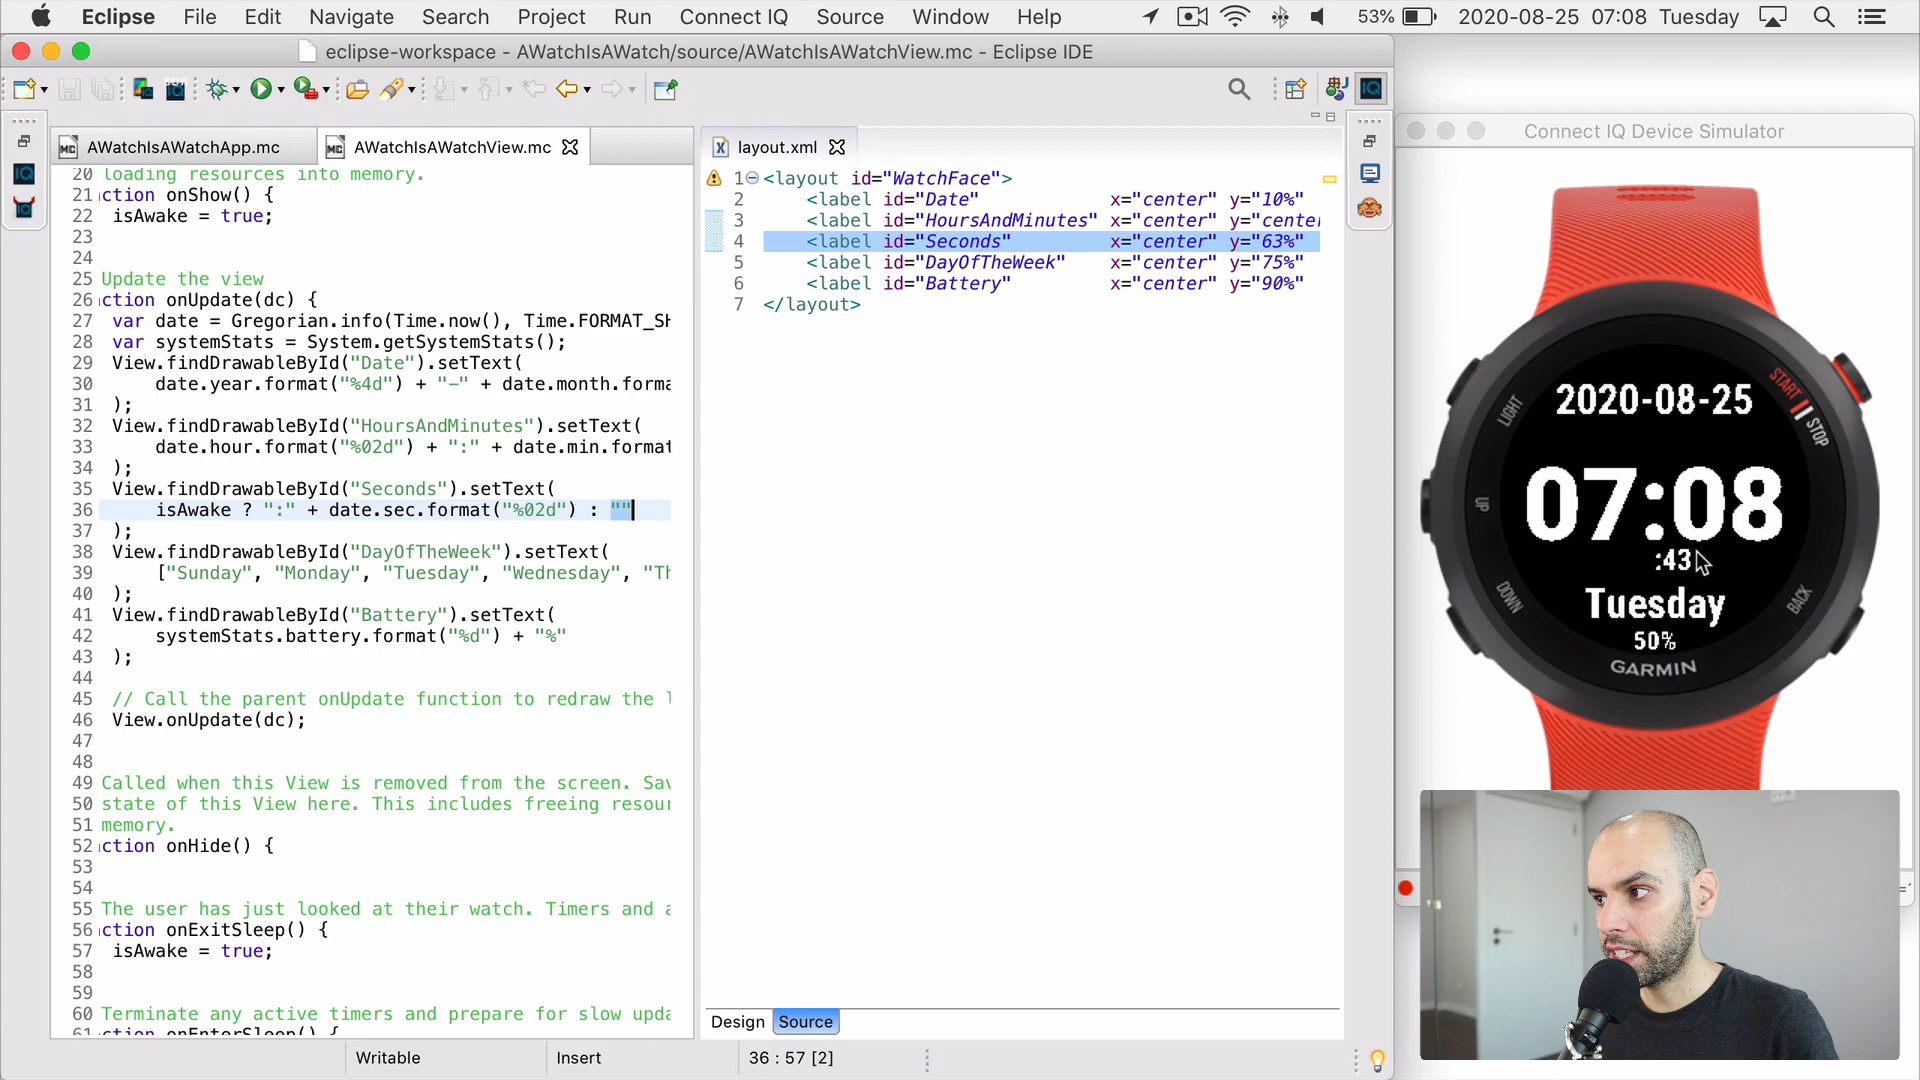 Eclipse File Edit Navigate Search Project Run Connect IQ Source Window Help 53% 2020-08-25 07:08 Tuesday
eclipse-workspace - AWatchIsAWatch/source/AWatchIsAWatchView.mc - Eclipse IDE
AWatchIsAWatchApp.mc
AWatchIsAWatchView.mc
20 loading resources into memory.
21 ction onShow() {
22 isAwake = true;
23
24
25 Update the view
26 ction onUpdate(dc) {
27 var date = Gregorian.info(Time.now(), Time.FORMAT_SH
28 var systemStats = System.getSystemStats();
29 View.findDrawableById("Date").setText(
30 date.year.format("%4d") + "-" + date.month.forma
31 );
32 View.findDrawableById("HoursAndMinutes").setText(
33 date.hour.format("%02d") + ":" + date.min.format
34 );
35 View.findDrawableById("Seconds").setText(
36 isAwake ? ":" + date.sec.format("%02d") : ""
37 );
38 View.findDrawableById("DayOfTheWeek").setText(
39 ["Sunday", "Monday", "Tuesday", "Wednesday", "Th
40 );
41 View.findDrawableById("Battery").setText(
42 systemStats.battery.format("%d") + "%"
43 );
44
45 // Call the parent onUpdate function to redraw the l
46 View.onUpdate(dc);
47
48
49 Called when this View is removed from the screen. Sav
50 state of this View here. This includes freeing resour
51 memory.
52 ction onHide() {
53
54
55 The user has just looked at their watch. Timers and a
56 ction onExitSleep() {
57 isAwake = true;
58
59
60 Terminate any active timers and prepare for slow upda
61 ction onEnterSleep() {
layout.xml
1 <layout id="WatchFace">
2 <label id="Date" x="center" y="10%"
3 <label id="HoursAndMinutes" x="center" y="center
4 <label id="Seconds" x="center" y="63%"
5 <label id="DayOfTheWeek" x="center" y="75%"
6 <label id="Battery" x="center" y="90%"
7 </layout>
Design Source
Writable Insert 36 : 57 [2]
Connect IQ Device Simulator
LIGHT
START
STOP
UP
DOWN
BACK
2020-08-25
07:08
:43
Tuesday
50%
GARMIN